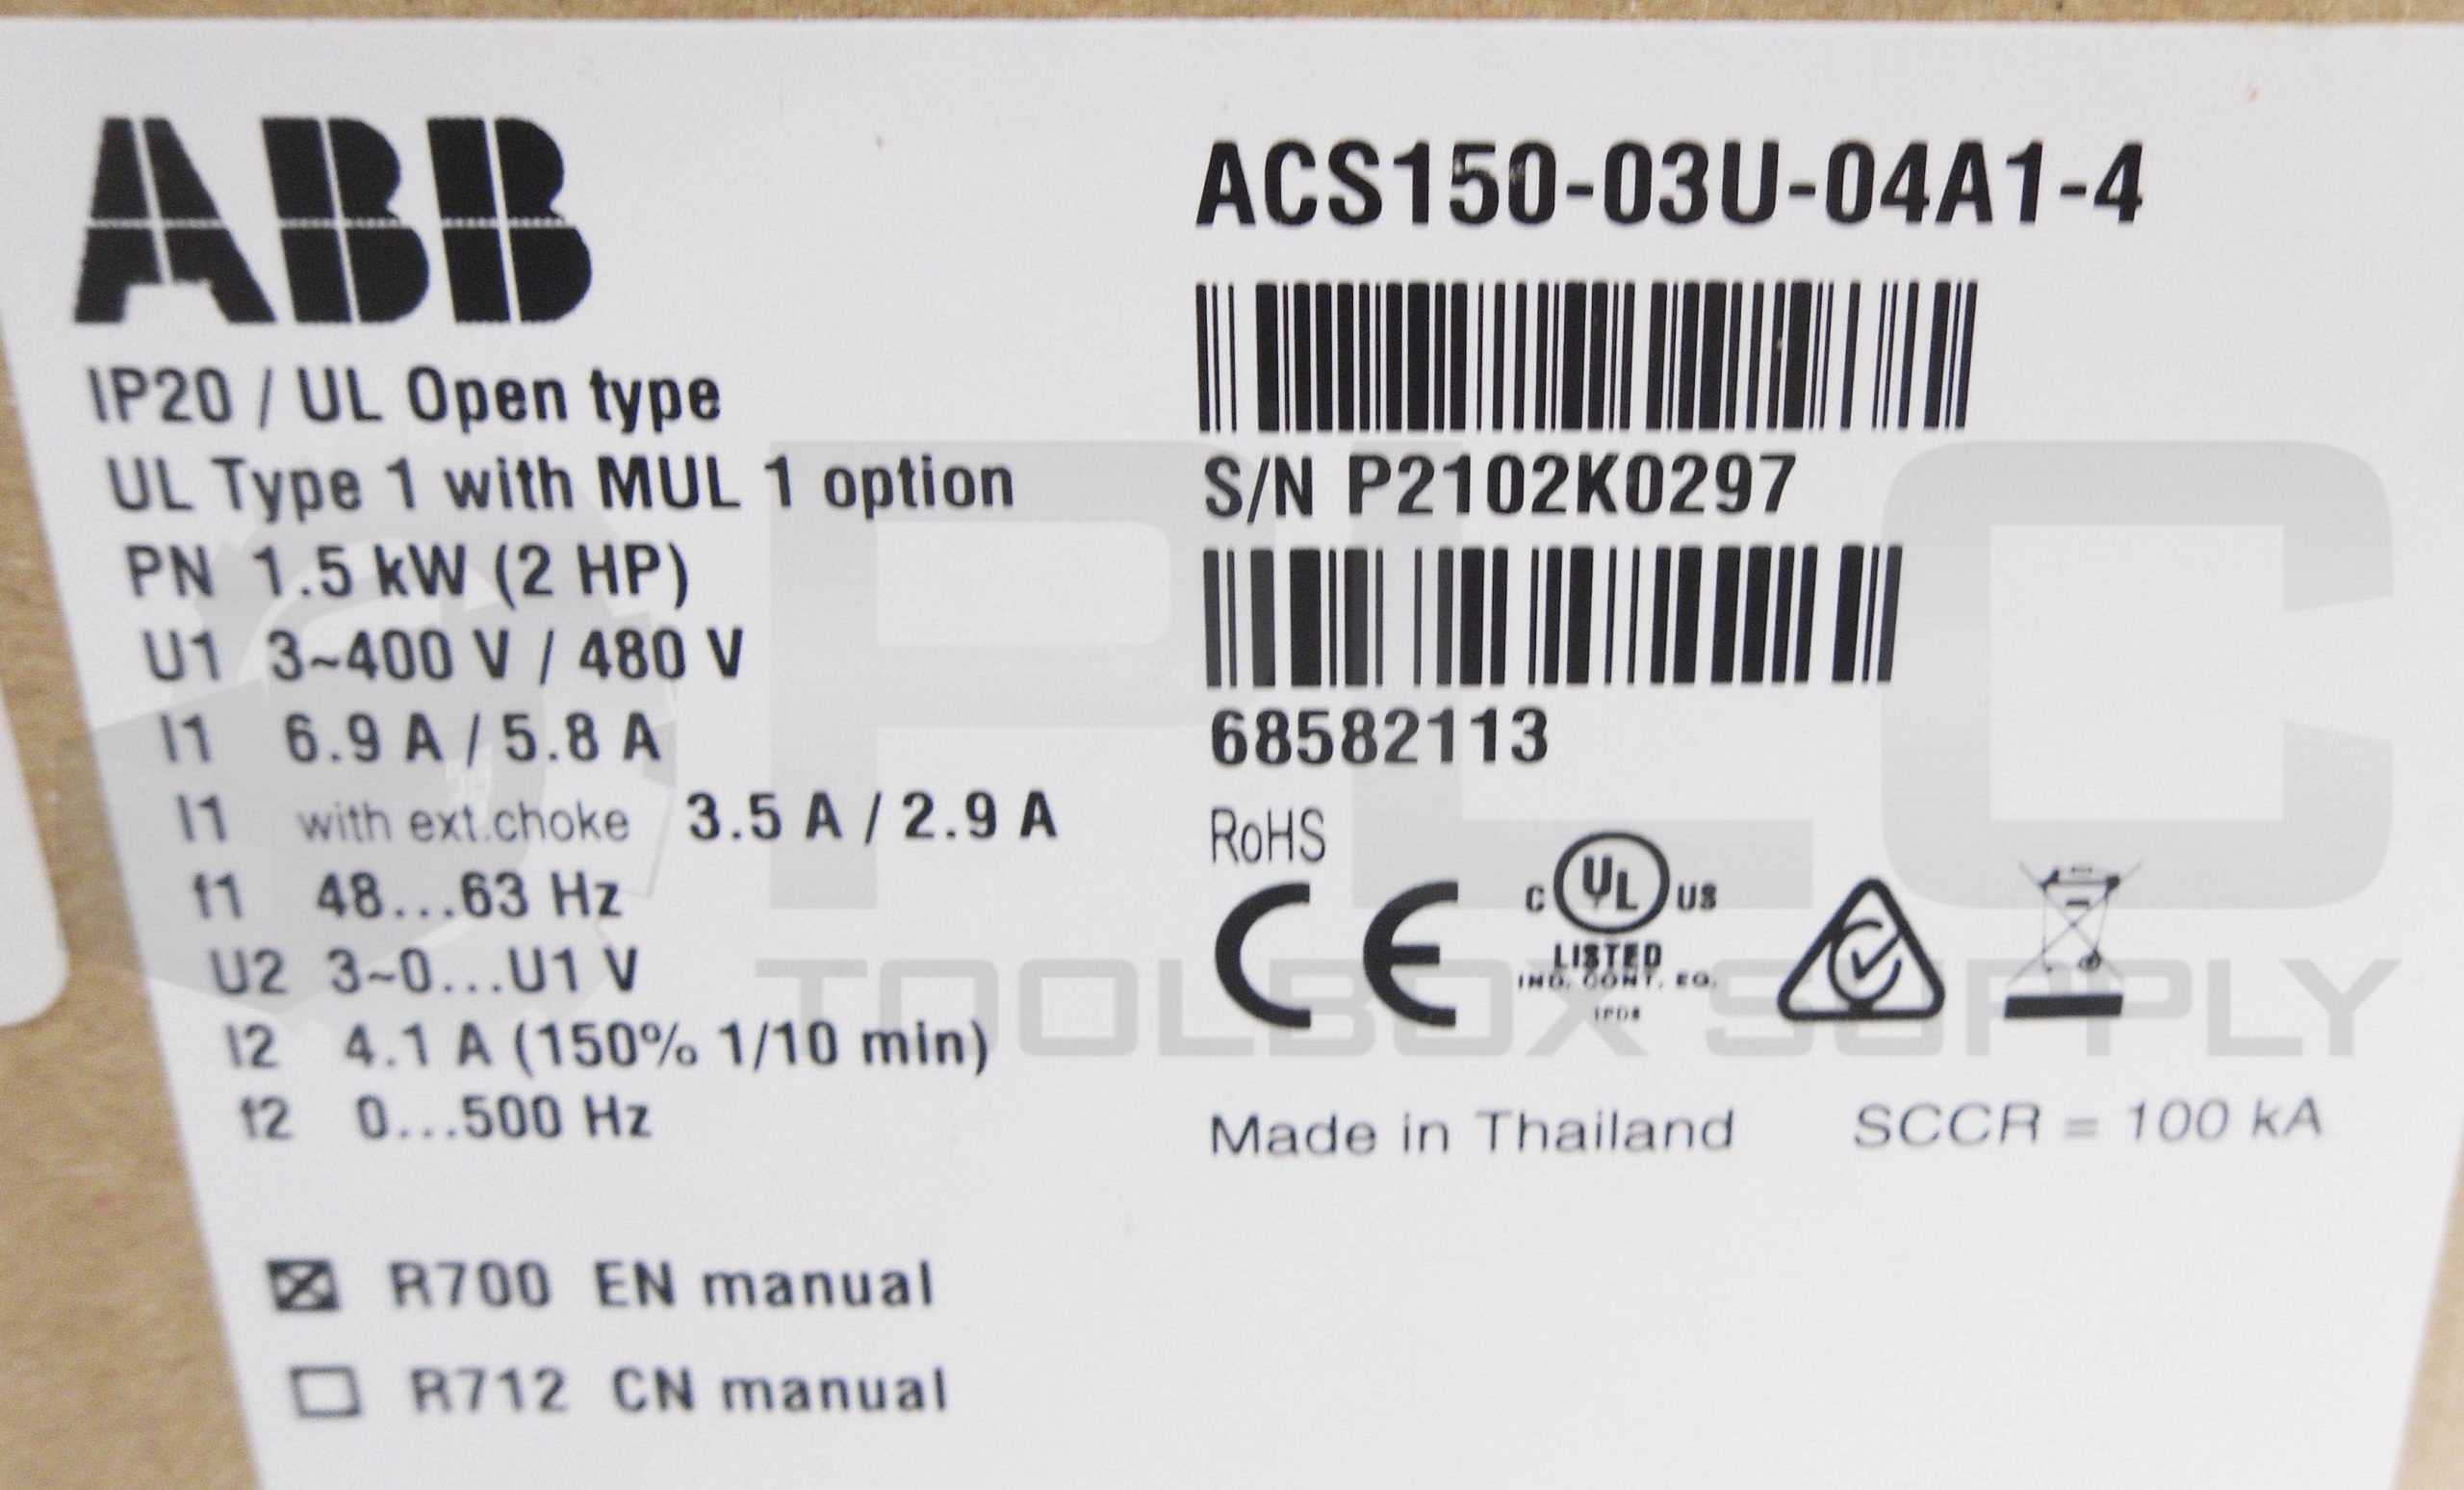 ABB
IP20 / UL Open type
UL Type 1 with MUL 1 option
PN 1.5 kW (2 HP)
U1 3~400 V / 480 V
I1 6.9 A / 5.8 A
I1 with ext.choke 3.5 A / 2.9 A
f1 48...63 Hz
U2 3~0...U1 V
I2 4.1 A (150% 1/10 min)
f2 0...500 Hz
R700 EN manual
R712 CN manual
ACS150-03U-04A1-4
S/N P2102K0297
68582113
RoHS
CE
C UL US
LISTED
IND. CONT. EQ.
Made in Thailand SCCR = 100 kA
PLC
TOOLBOX SUPPLY